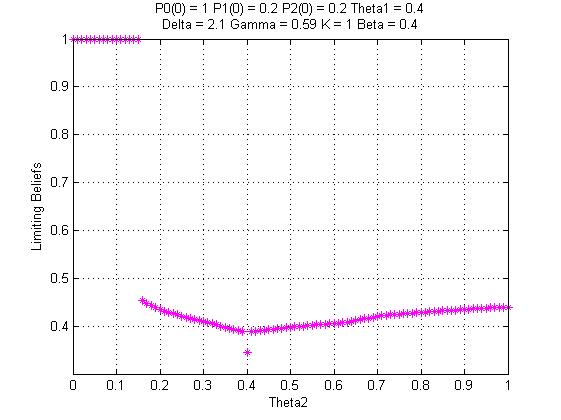 P0(0) = 1 P1(0) = 0.2 P2(0) = 0.2 Theta1 = 0.4
Delta = 2.1 Gamma = 0.59 K = 1 Beta = 0.4
Limiting Beliefs
1
0.9
0.8
0.7
0.6
0.5
0.4
0 0.1 0.2 0.3 0.4 0.5 0.6 0.7 0.8 0.9 1
Theta2